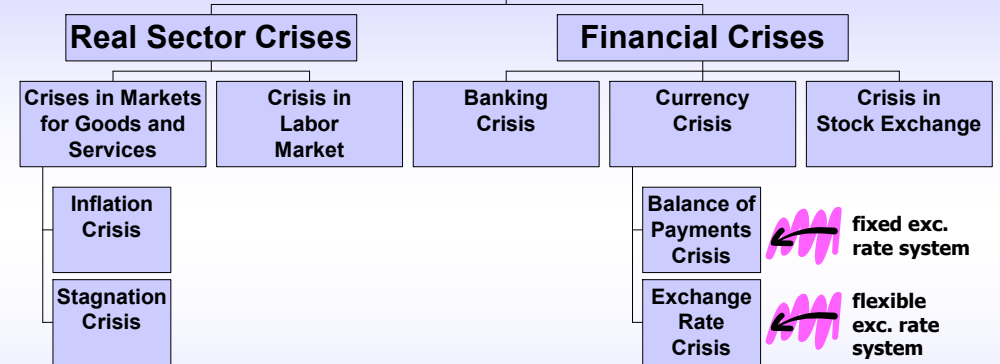 Real Sector Crises
Financial Crises
Crises in Markets
for Goods and
Services
Crisis in
Labor
Market
Banking
Crisis
Currency
Crisis
Crisis in
Stock Exchange
Inflation
Crisis
Balance of
Payments
Crisis
fixed exc.
rate system
Stagnation
Crisis
Exchange
Rate
Crisis
flexible
exc. rate
system